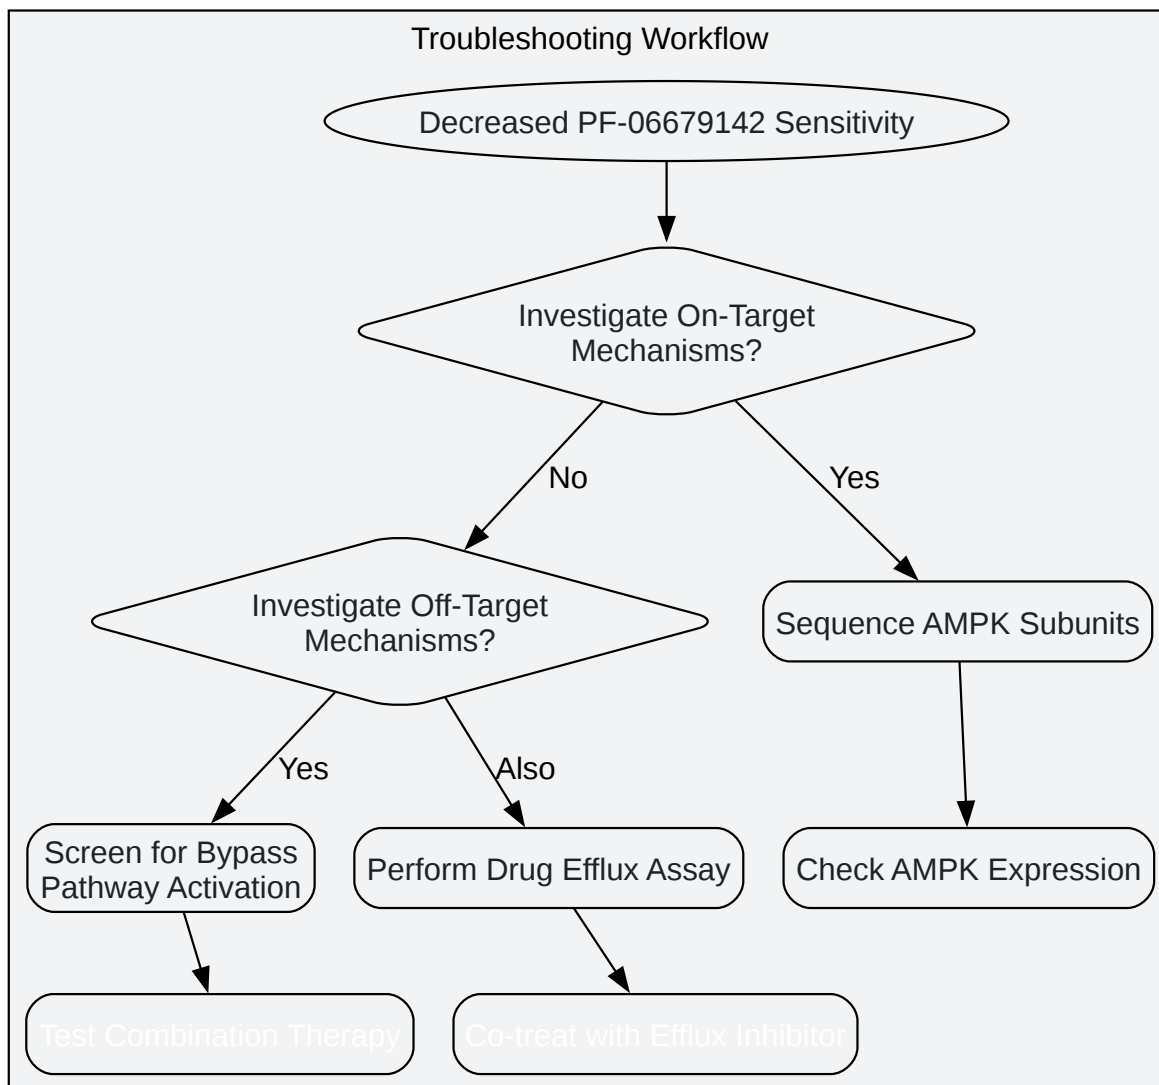 Troubleshooting Workflow
Decreased PF-06679142 Sensitivity
Investigate On-Target
Mechanisms?
No
Yes
Investigate Off-Target
Mechanisms?
Sequence AMPK Subunits
Yes
Also
Screen for Bypass
Pathway Activation
Perform Drug Efflux Assay
Check AMPK Expression
Test Combination Therapy
Co-treat with Efflux Inhibitor